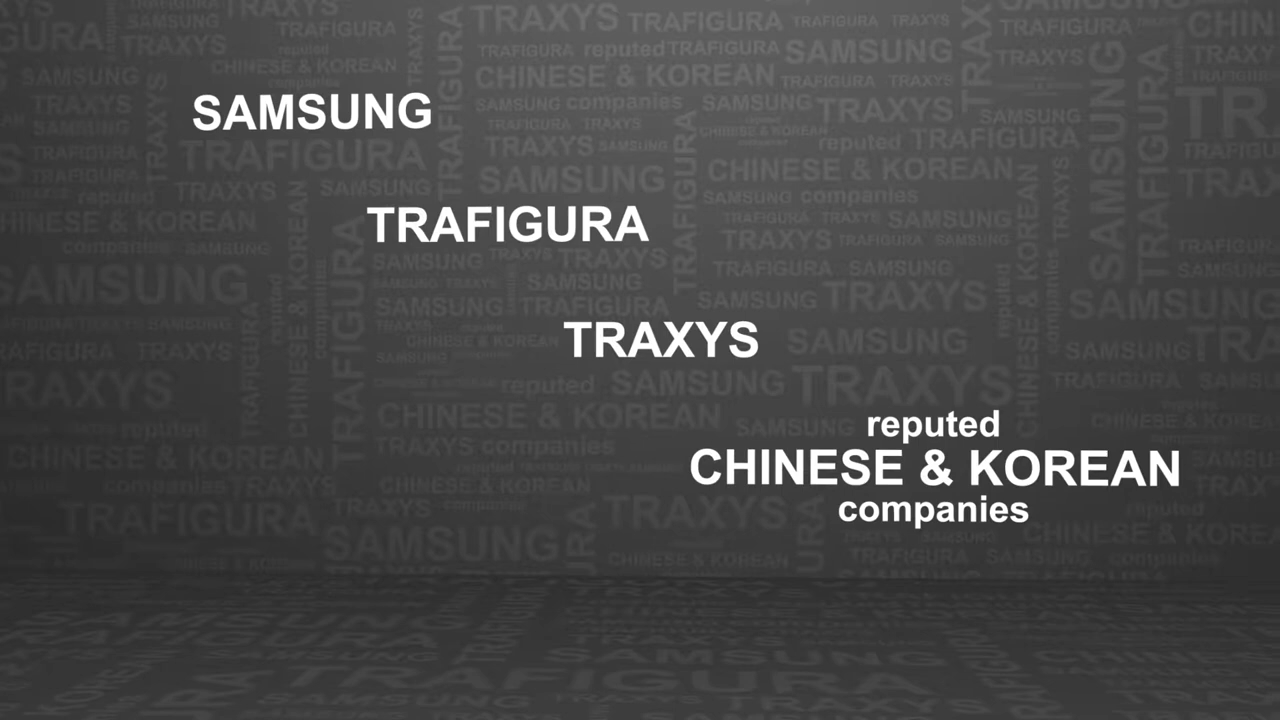 SAMSUNG
TRAFIGURA
TRAXYS
reputed
CHINESE & KOREAN
companies